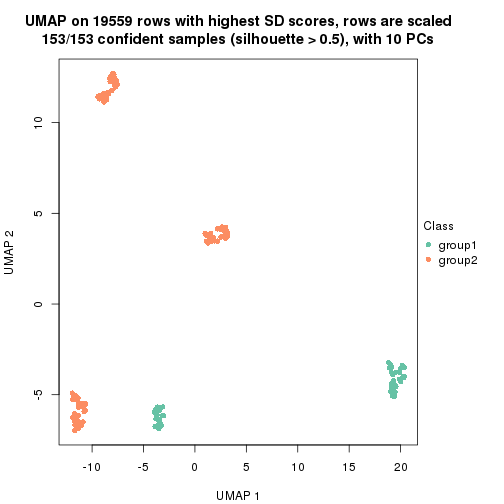 UMAP on 19559 rows with highest SD scores, rows are scaled
153/153 confident samples (silhouette > 0.5), with 10 PCs
10
5
0
-5
UMAP 2
-10
-5
0
5
10
15
20
UMAP 1
Class
group1
group2